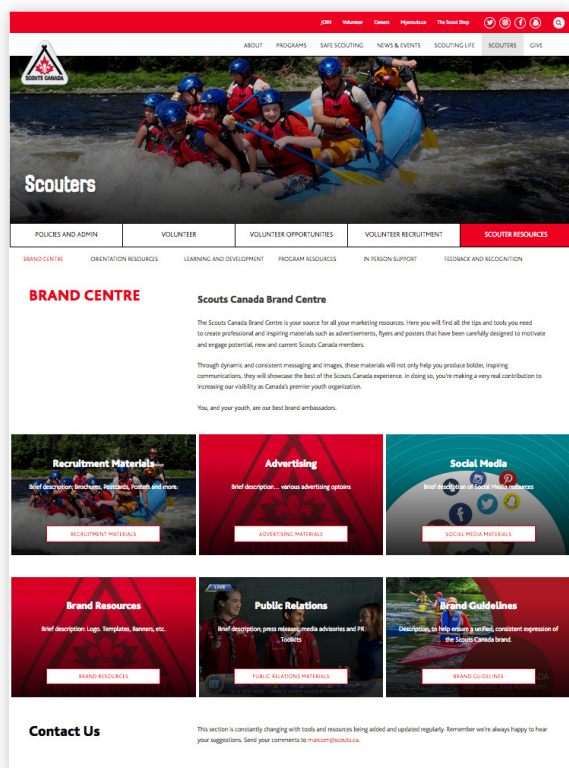 JOIN Volunteer Careers Myscouts.ca The Scout Shop
ABOUT PROGRAMS SAFE SCOUTING NEWS & EVENTS SCOUTING LIFE SCOUTERS GIVE
SCOUTS CANADA
Scouters
POLICIES AND ADMIN VOLUNTEER VOLUNTEER OPPORTUNITIES VOLUNTEER RECRUITMENT SCOUTER RESOURCES
BRAND CENTRE ORIENTATION RESOURCES LEARNING AND DEVELOPMENT PROGRAM RESOURCES IN PERSON SUPPORT FEEDBACK AND RECOGNITION
BRAND CENTRE
Scouts Canada Brand Centre
The Scouts Canada Brand Centre is your source for all your marketing resources. Here you will find all the tips and tools you need
to create professional and inspiring materials such as advertisements, flyers and posters that have been carefully designed to motivate
and engage potential, new and current Scouts Canada members.
Through dynamic and consistent messaging and images, these materials will not only help you produce bolder, inspiring
communications, they will showcase the best of the Scouts Canada experience. In doing so, you're making a very real contribution to
increasing our visibility as Canada's premier youth organization.
You, and your youth, are our best brand ambassadors.
Recruitment Materials
Brief description: Brochures, Postcards, Posters and more.
RECRUITMENT MATERIALS
Advertising
Brief description... various advertising optoins
ADVERTISING MATERIALS
Social Media
Brief description of Social Media resources
SOCIAL MEDIA MATERIALS
Brand Resources
Brief description: Logo. Templates, Banners, etc.
BRAND RESOURCES
LIVE
Public Relations
Brief description; press releases, media advisories and PR
Toolkits
PUBLIC RELATIONS MATERIALS
Brand Guidelines
Description, to help ensure a unified, consistent expression of
the Scouts Canada brand.
BRAND GUIDELINES
Contact Us
This section is constantly changing with tools and resources being added and updated regularly. Remember we're always happy to hear
your suggestions. Send your comments to marcom@scouts.ca.